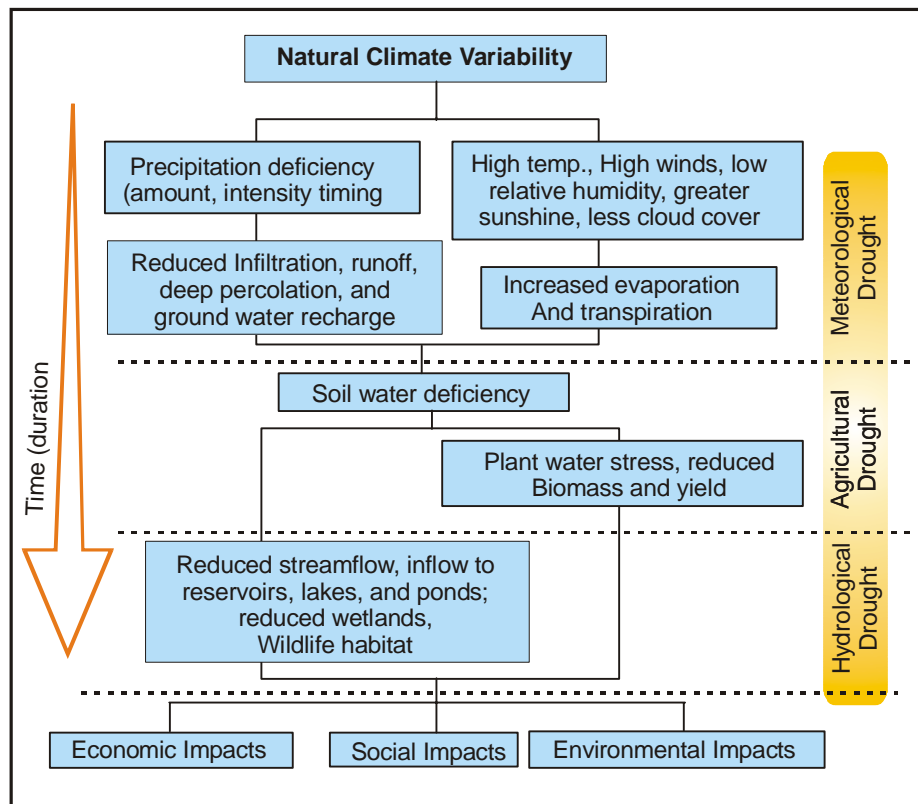 Natural Climate Variability
Precipitation deficiency
(amount, intensity timing
High temp., High winds, low
relative humidity, greater
sunshine, less cloud cover
Reduced Infiltration, runoff,
deep percolation, and
ground water recharge
Increased evaporation
And transpiration
Soil water deficiency
Plant water stress, reduced
Biomass and yield
Reduced streamflow, inflow to
reservoirs, lakes, and ponds;
reduced wetlands,
Wildlife habitat
Economic Impacts
Social Impacts
Environmental Impacts
Time (duration
Meteorological
Drought
Agricultural
Drought
Hydrological
Drought